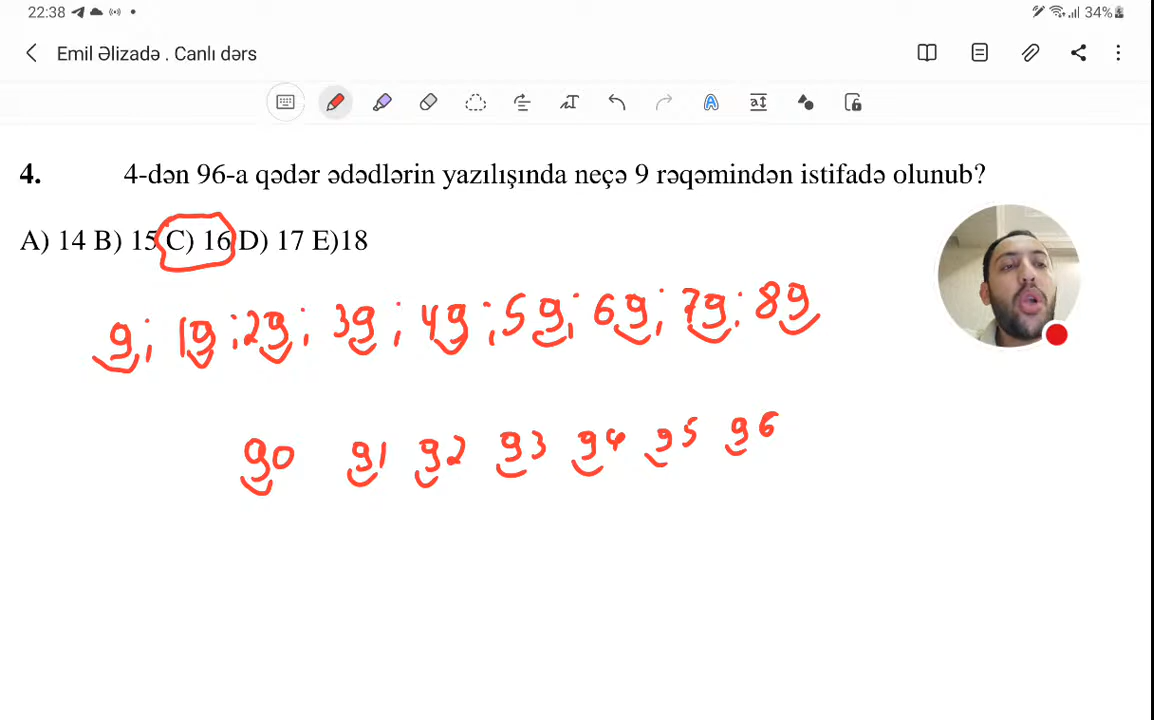 22:38 34%
Emil Əlizadə . Canlı dərs
4. 4-dən 96-a qədər ədədlərin yazılışında neçə 9 rəqəmindən istifadə olunub?
A) 14 B) 15 C) 16 D) 17 E)18
9; 19; 29; 39; 49; 59; 69; 79; 89
90 91 92 93 94 95 96